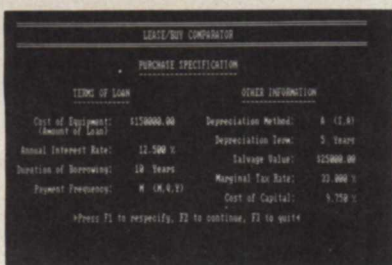 LEASE/BUY COMPARATOR
PURCHASE SPECIFICATION
TERMS OF LOAN
OTHER INFORMATION
Cost of Equipment: $150000.00
(Amount of Loan)
Depreciation Method: A (I,A)
Depreciation Term: 5 Years
Annual Interest Rate: 12.500 %
Salvage Value: $25000.00
Duration of Borrowing: 10 Years
Marginal Tax Rate: 33.000 %
Payment Frequency: M (M,Q,Y)
Cost of Capital: 9.750 %
>Press F1 to respecify, F2 to continue, F3 to quit<